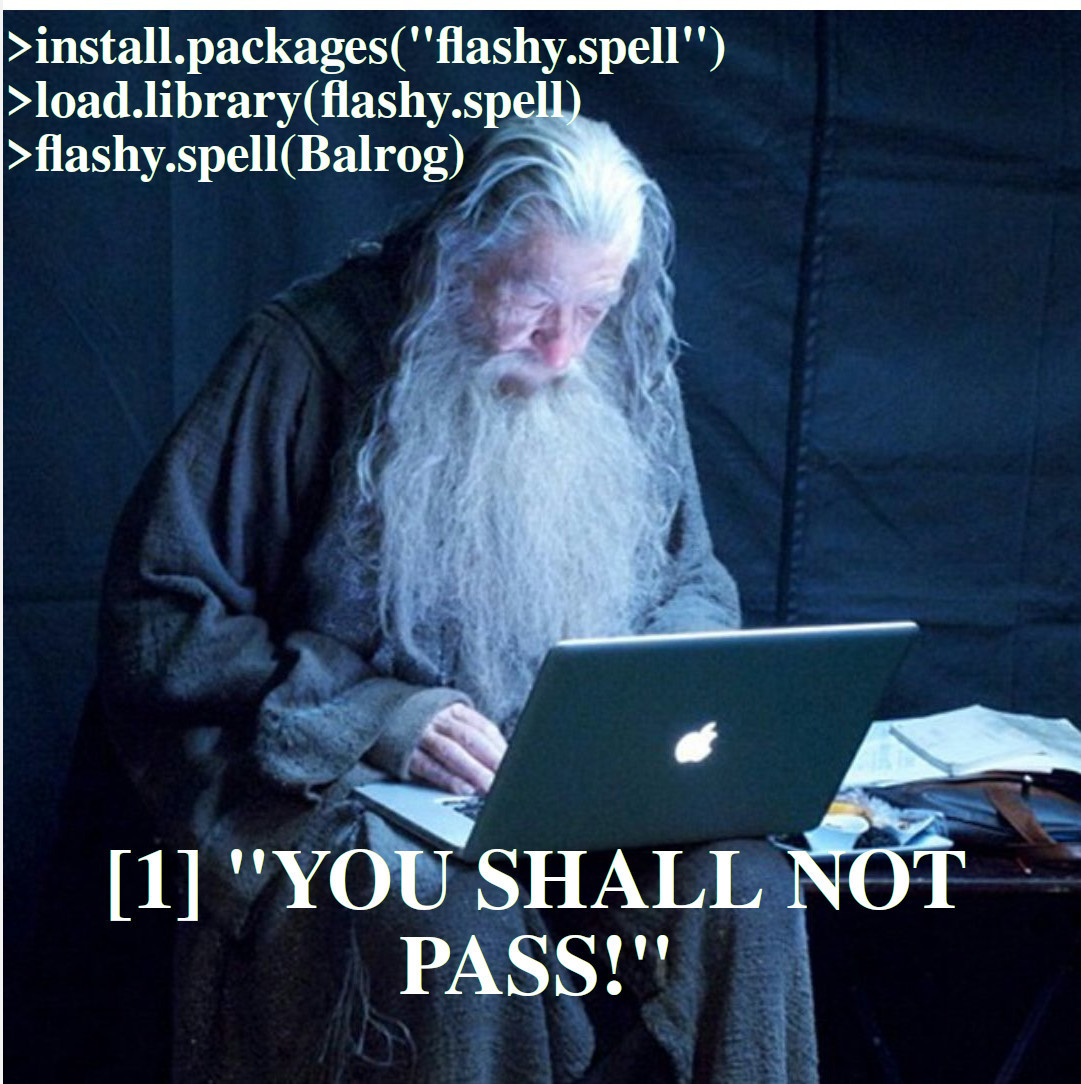 >install.packages("flashy.spell")
>load.library(flashy.spell)
>flashy.spell(Balrog)
[1] "YOU SHALL NOT
PASS!"